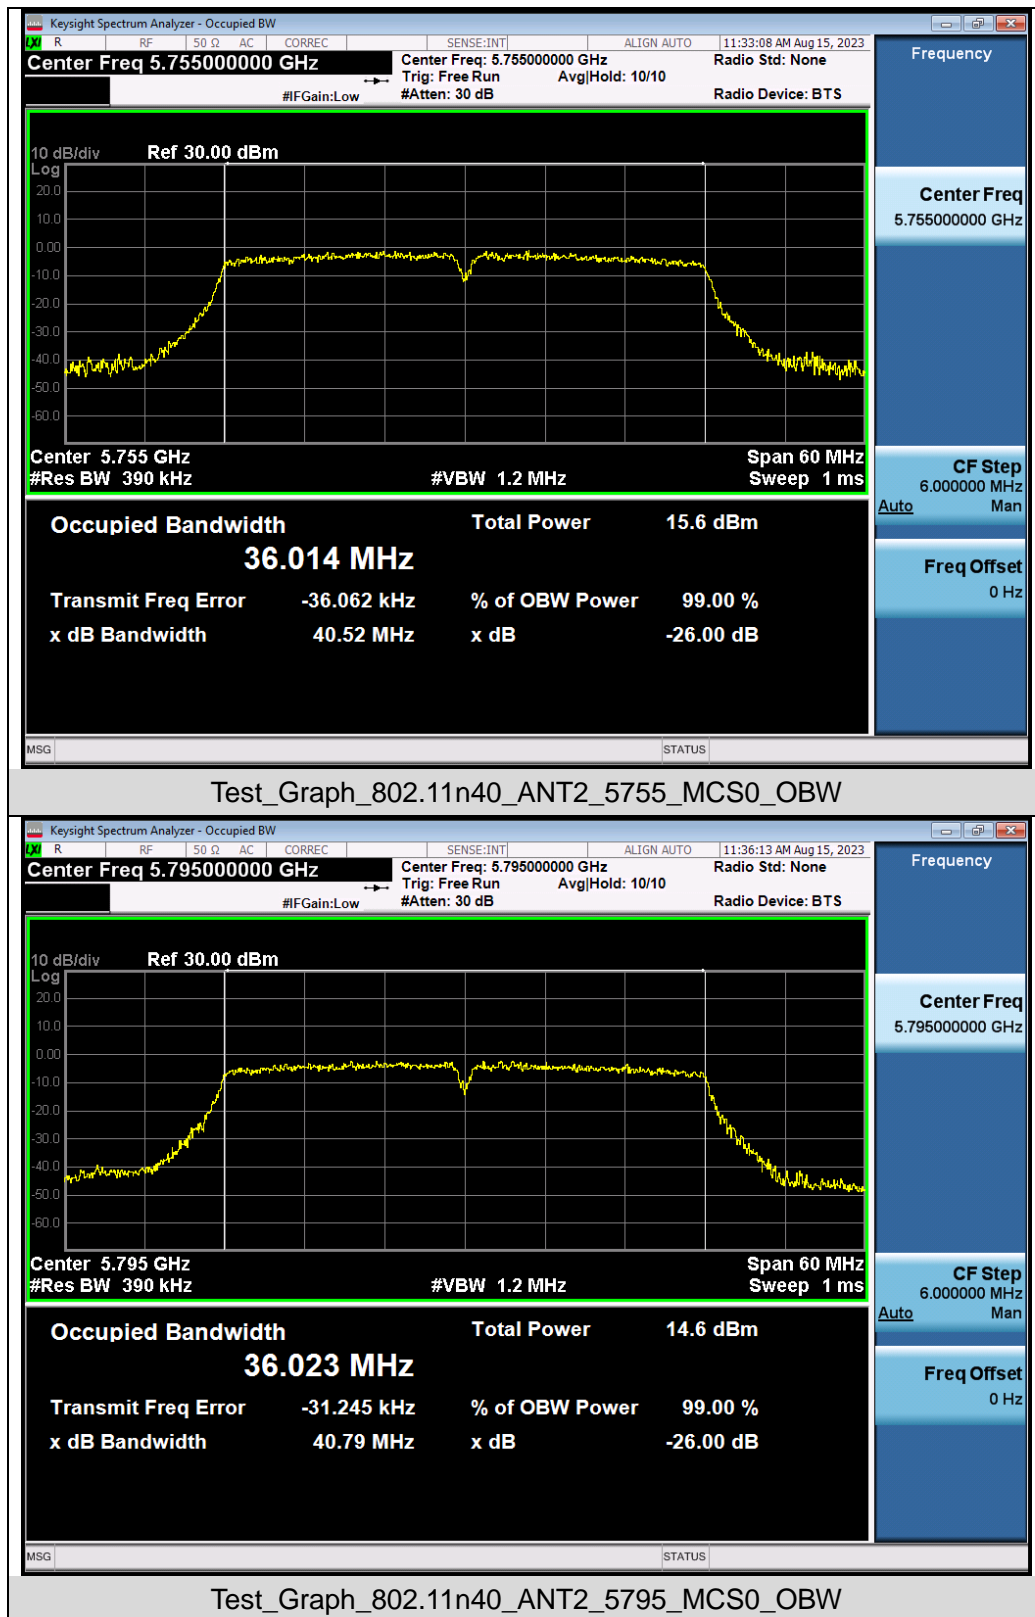 Keysight Spectrum Analyzer - Occupied BW
LXI R RF 50 Ω AC CORREC SENSE:INT ALIGN AUTO 11:33:08 AM Aug 15, 2023
Center Freq 5.755000000 GHz
Center Freq: 5.755000000 GHz
Radio Std: None
Trig: Free Run Avg|Hold: 10/10
#IFGain:Low #Atten: 30 dB Radio Device: BTS
10 dB/div Ref 30.00 dBm
Log
20.0
10.0
0.00
-10.0
-20.0
-30.0
-40.0
-50.0
-60.0
Center 5.755 GHz Span 60 MHz
#Res BW 390 kHz #VBW 1.2 MHz Sweep 1 ms
Occupied Bandwidth Total Power 15.6 dBm
36.014 MHz
Transmit Freq Error -36.062 kHz % of OBW Power 99.00 %
x dB Bandwidth 40.52 MHz x dB -26.00 dB
MSG STATUS
Frequency
Center Freq
5.755000000 GHz
CF Step
6.000000 MHz
Auto Man
Freq Offset
0 Hz
Test_Graph_802.11n40_ANT2_5755_MCS0_OBW
Keysight Spectrum Analyzer - Occupied BW
LXI R RF 50 Ω AC CORREC SENSE:INT ALIGN AUTO 11:36:13 AM Aug 15, 2023
Center Freq 5.795000000 GHz
Center Freq: 5.795000000 GHz
Radio Std: None
Trig: Free Run Avg|Hold: 10/10
#IFGain:Low #Atten: 30 dB Radio Device: BTS
10 dB/div Ref 30.00 dBm
Log
20.0
10.0
0.00
-10.0
-20.0
-30.0
-40.0
-50.0
-60.0
Center 5.795 GHz Span 60 MHz
#Res BW 390 kHz #VBW 1.2 MHz Sweep 1 ms
Occupied Bandwidth Total Power 14.6 dBm
36.023 MHz
Transmit Freq Error -31.245 kHz % of OBW Power 99.00 %
x dB Bandwidth 40.79 MHz x dB -26.00 dB
MSG STATUS
Frequency
Center Freq
5.795000000 GHz
CF Step
6.000000 MHz
Auto Man
Freq Offset
0 Hz
Test_Graph_802.11n40_ANT2_5795_MCS0_OBW